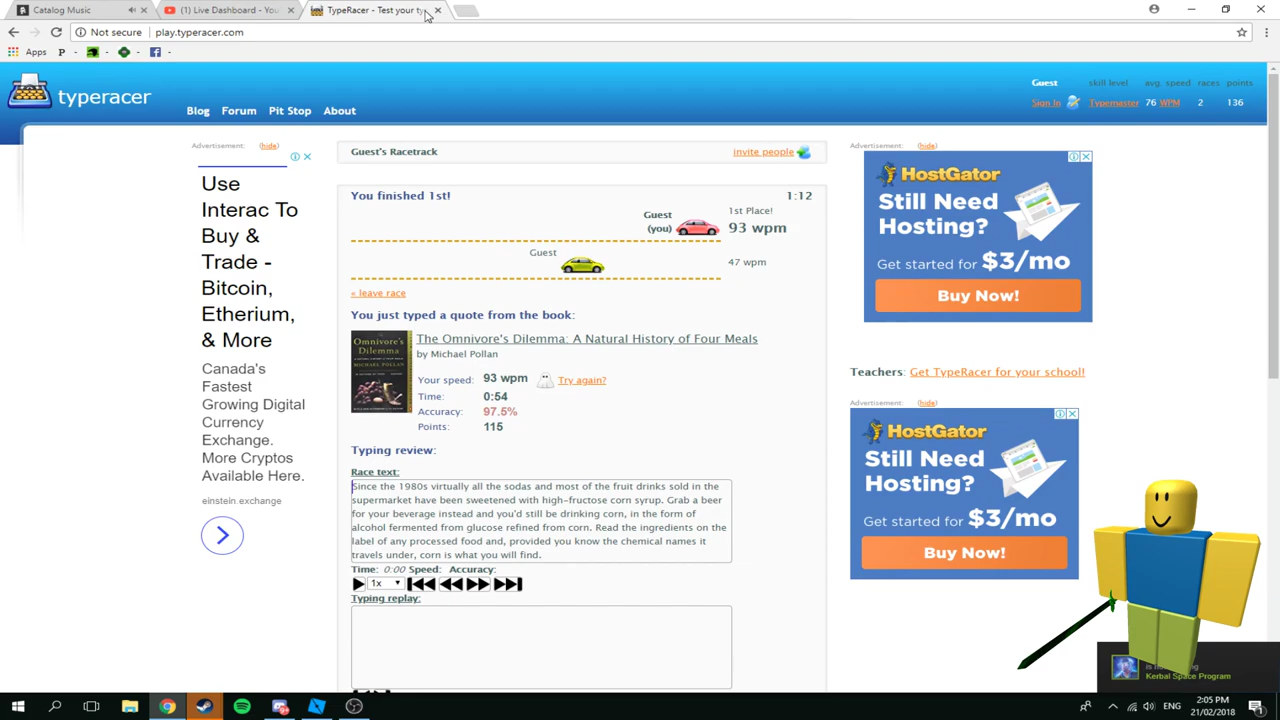 Catalog Music
(1) Live Dashboard - You
TypeRacer - Test your ty
Not secure
play.typeracer.com
Apps
P
typeracer
Blog
Forum
Pit Stop
About
Guest
skill level
avg. speed
races
points
Sign In
Typemaster
76 WPM
2
136
Advertisement:
(hide)
Use
Interac To
Buy &
Trade -
Bitcoin,
Etherium,
& More
Canada's
Fastest
Growing Digital
Currency
Exchange.
More Cryptos
Available Here.
einstein.exchange
Guest's Racetrack
invite people
You finished 1st!
1:12
Guest
(you)
1st Place!
93 wpm
Guest
47 wpm
« leave race
You just typed a quote from the book:
The Omnivore's
Dilemma
MICHAEL POLLAN
The Omnivore's Dilemma: A Natural History of Four Meals
by Michael Pollan
Your speed: 93 wpm
Try again?
Time: 0:54
Accuracy: 97.5%
Points: 115
Typing review:
Race text:
Since the 1980s virtually all the sodas and most of the fruit drinks sold in the
supermarket have been sweetened with high-fructose corn syrup. Grab a beer
for your beverage instead and you'd still be drinking corn, in the form of
alcohol fermented from glucose refined from corn. Read the ingredients on the
label of any processed food and, provided you know the chemical names it
travels under, corn is what you will find.
Time: 0:00 Speed: Accuracy:
1x
Typing replay:
Advertisement:
(hide)
HostGator
Still Need
Hosting?
Get started for $3/mo
Buy Now!
Teachers: Get TypeRacer for your school!
Advertisement:
(hide)
HostGator
Still Need
Hosting?
Get started for $3/mo
Buy Now!
Kerbal Space Program
ENG
2:05 PM
21/02/2018